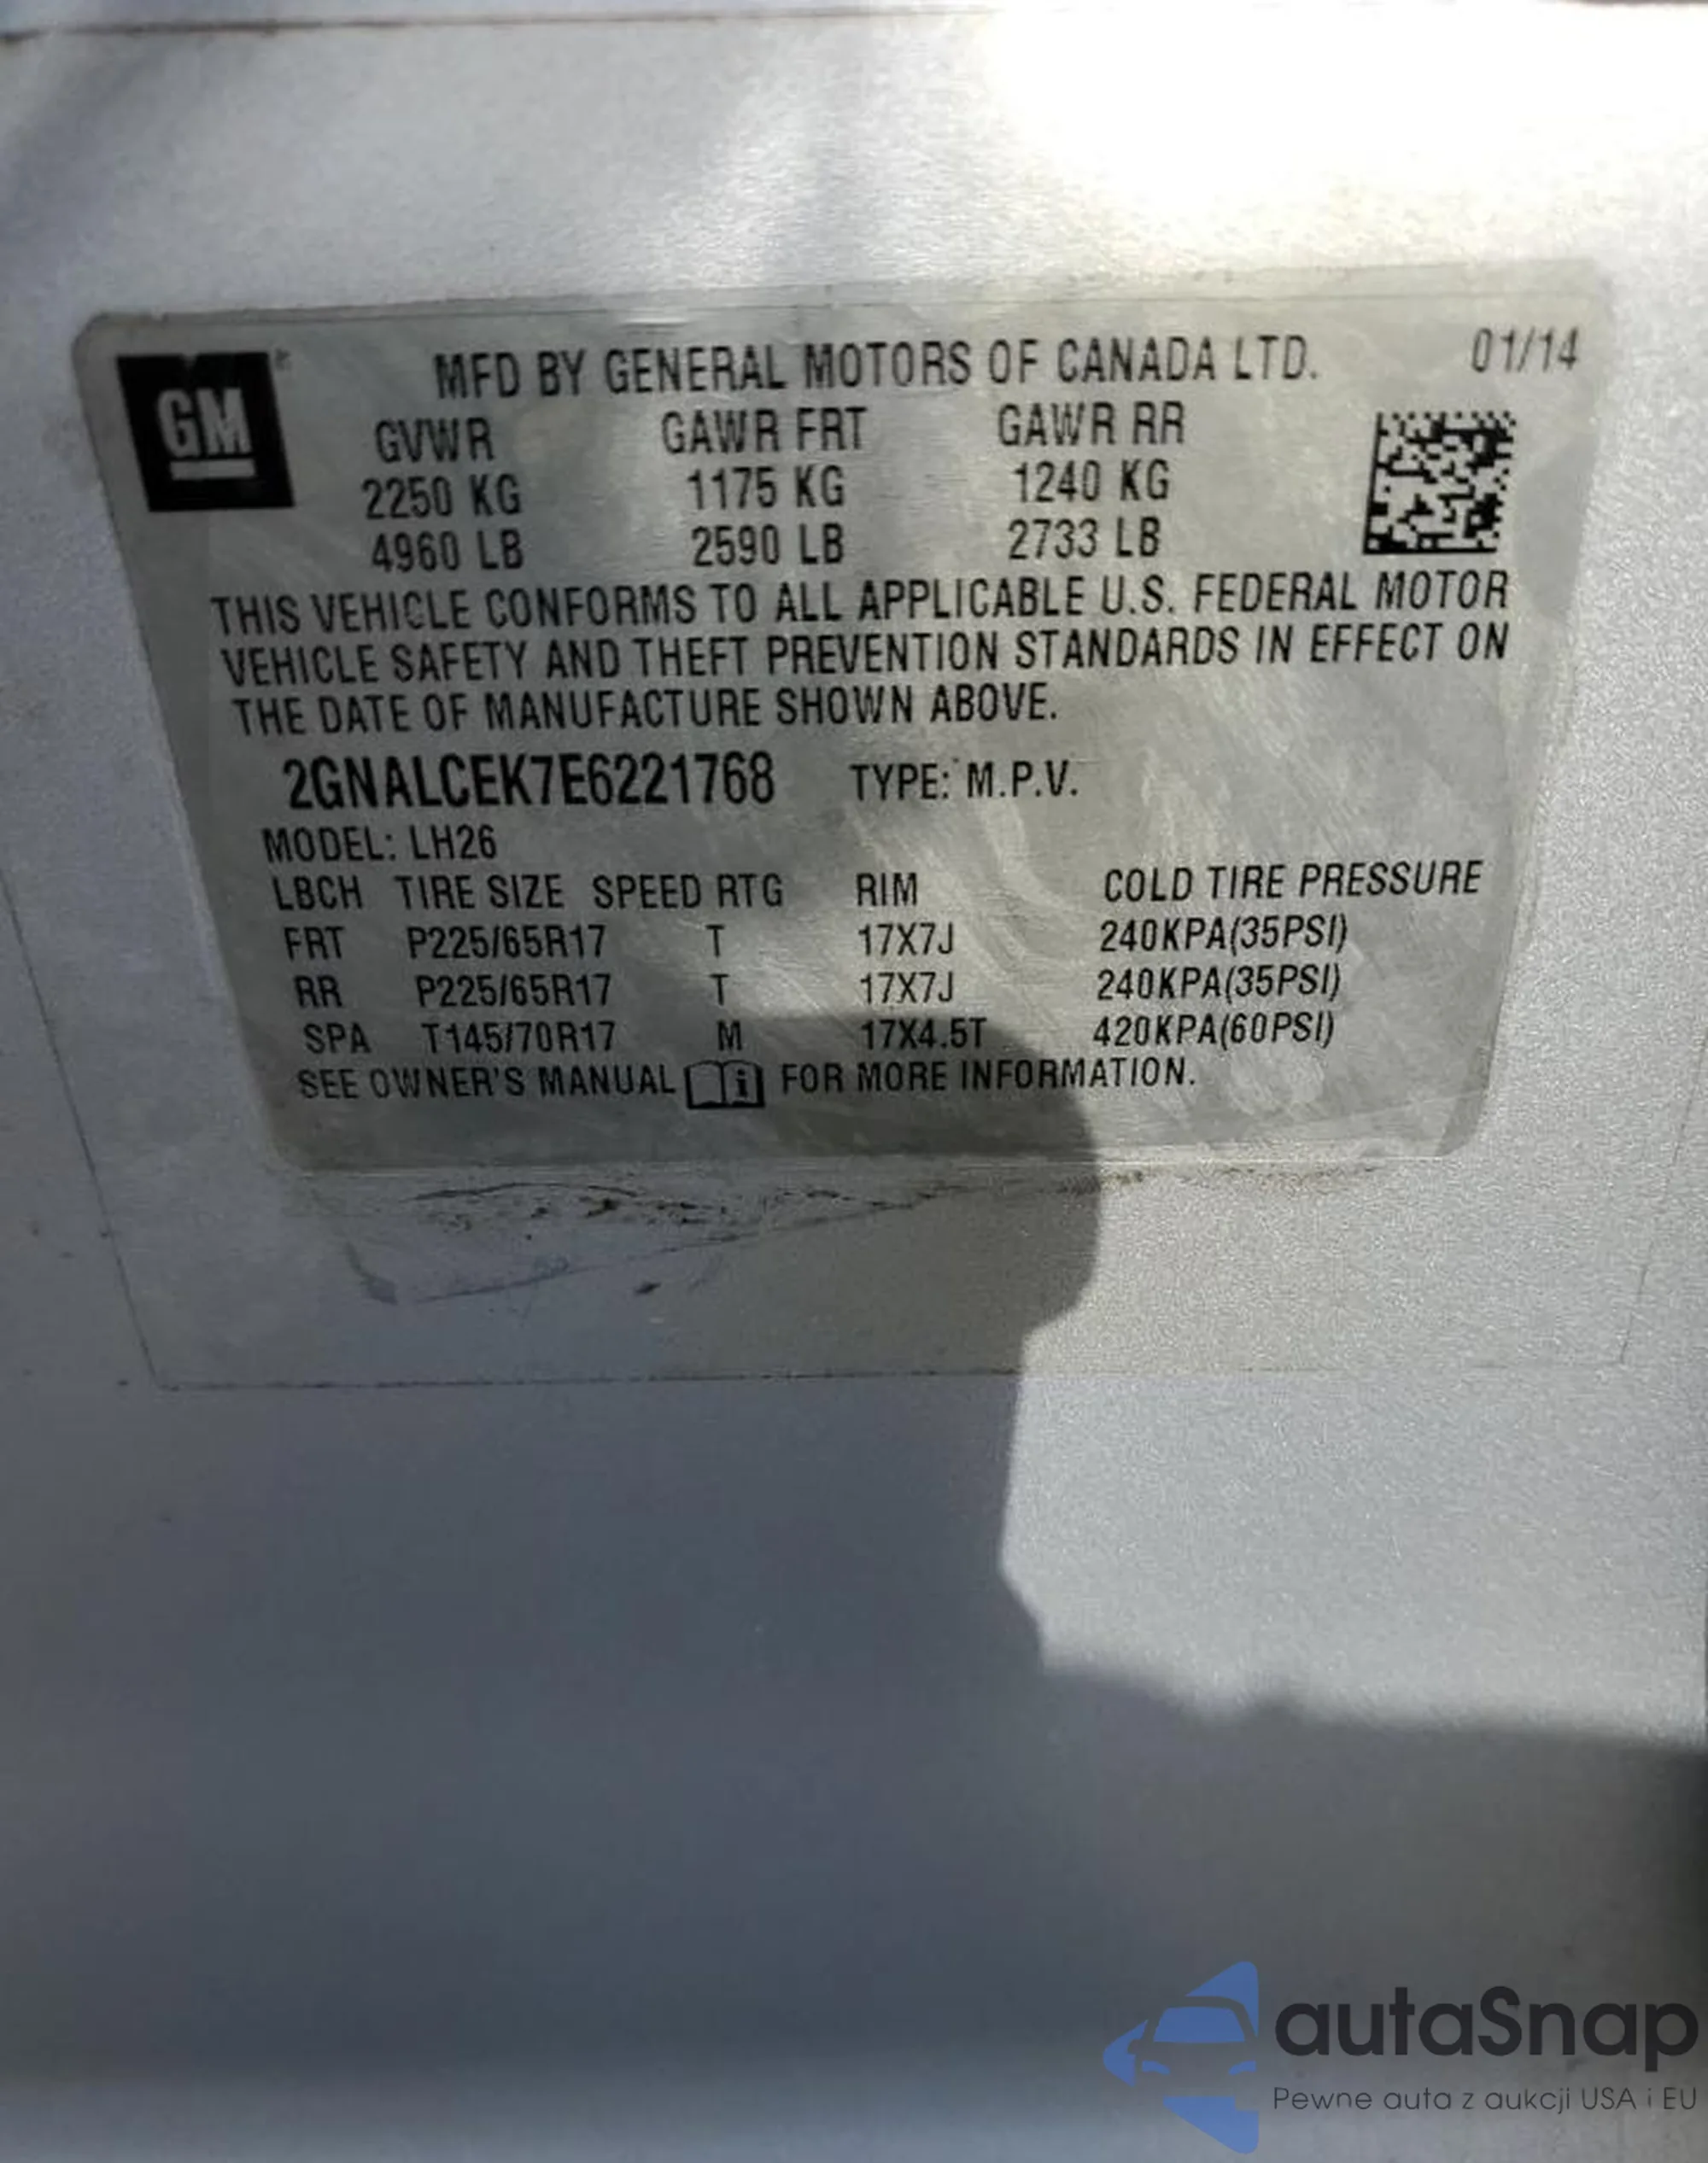 GM
MFD BY GENERAL MOTORS OF CANADA LTD. 01/14
GVWR GAWR FRT GAWR RR
2250 KG 1175 KG 1240 KG
4960 LB 2590 LB 2733 LB
THIS VEHICLE CONFORMS TO ALL APPLICABLE U.S. FEDERAL MOTOR
VEHICLE SAFETY AND THEFT PREVENTION STANDARDS IN EFFECT ON
THE DATE OF MANUFACTURE SHOWN ABOVE.
2GNALCEK7E6221768 TYPE: M.P.V.
MODEL: LH26
LBCH TIRE SIZE SPEED RTG RIM COLD TIRE PRESSURE
FRT P225/65R17 T 17X7J 240KPA(35PSI)
RR P225/65R17 T 17X7J 240KPA(35PSI)
SPA T145/70R17 M 17X4.5T 420KPA(60PSI)
SEE OWNER'S MANUAL FOR MORE INFORMATION.
autaSnap
Pewne auta z aukcji USA i EU